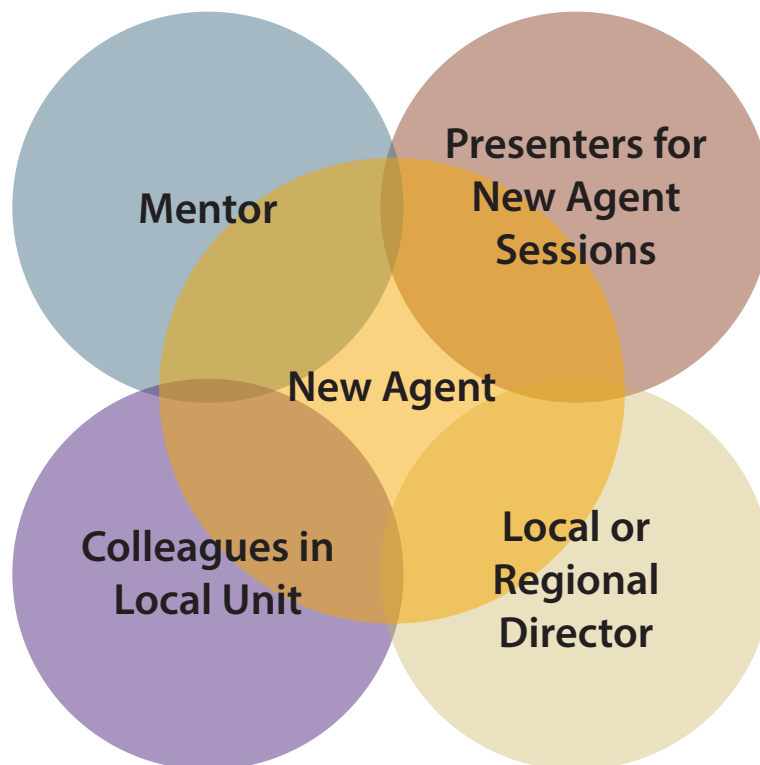 Mentor
Presenters for
New Agent
Sessions
New Agent
Colleagues in
Local Unit
Local or
Regional
Director